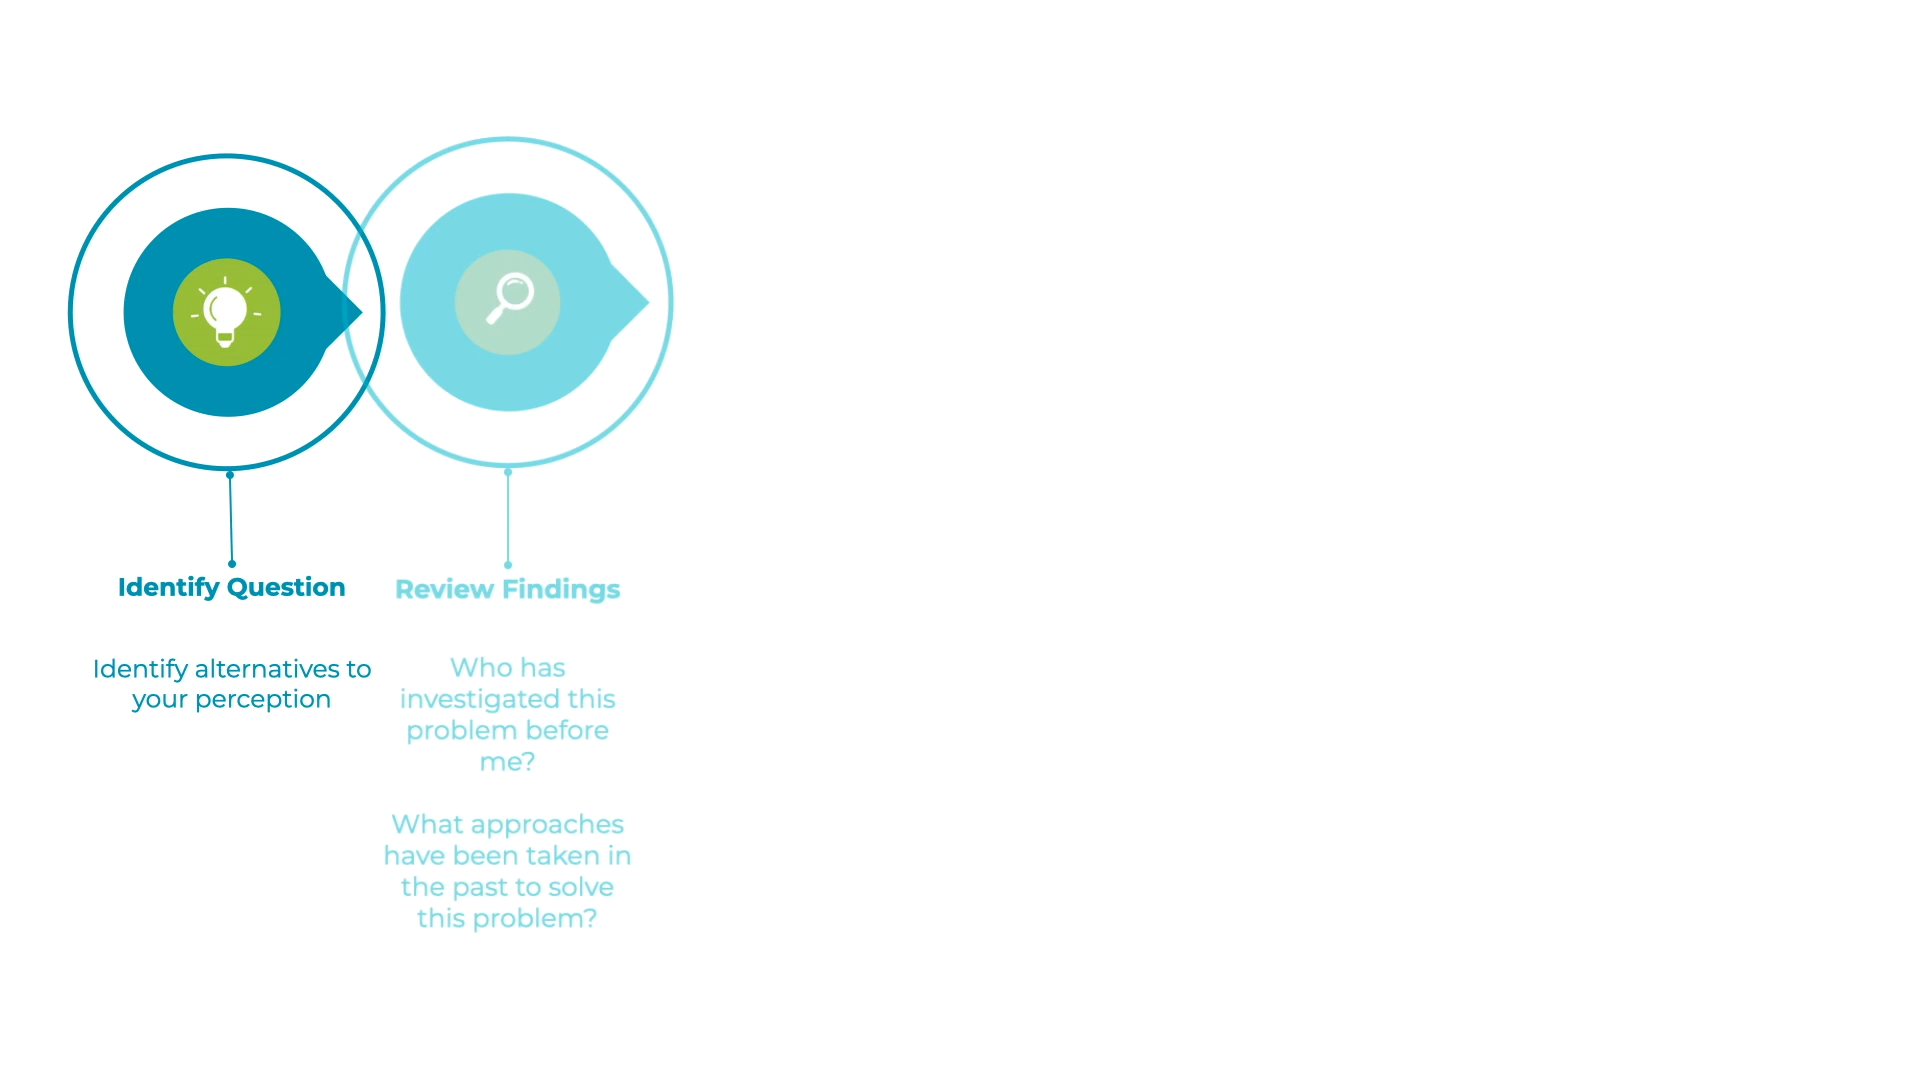 Identify Question
Identify alternatives to
your perception
Review Findings
Who has
investigated this
problem before
me?
What approaches
have been taken in
the past to solve
this problem?